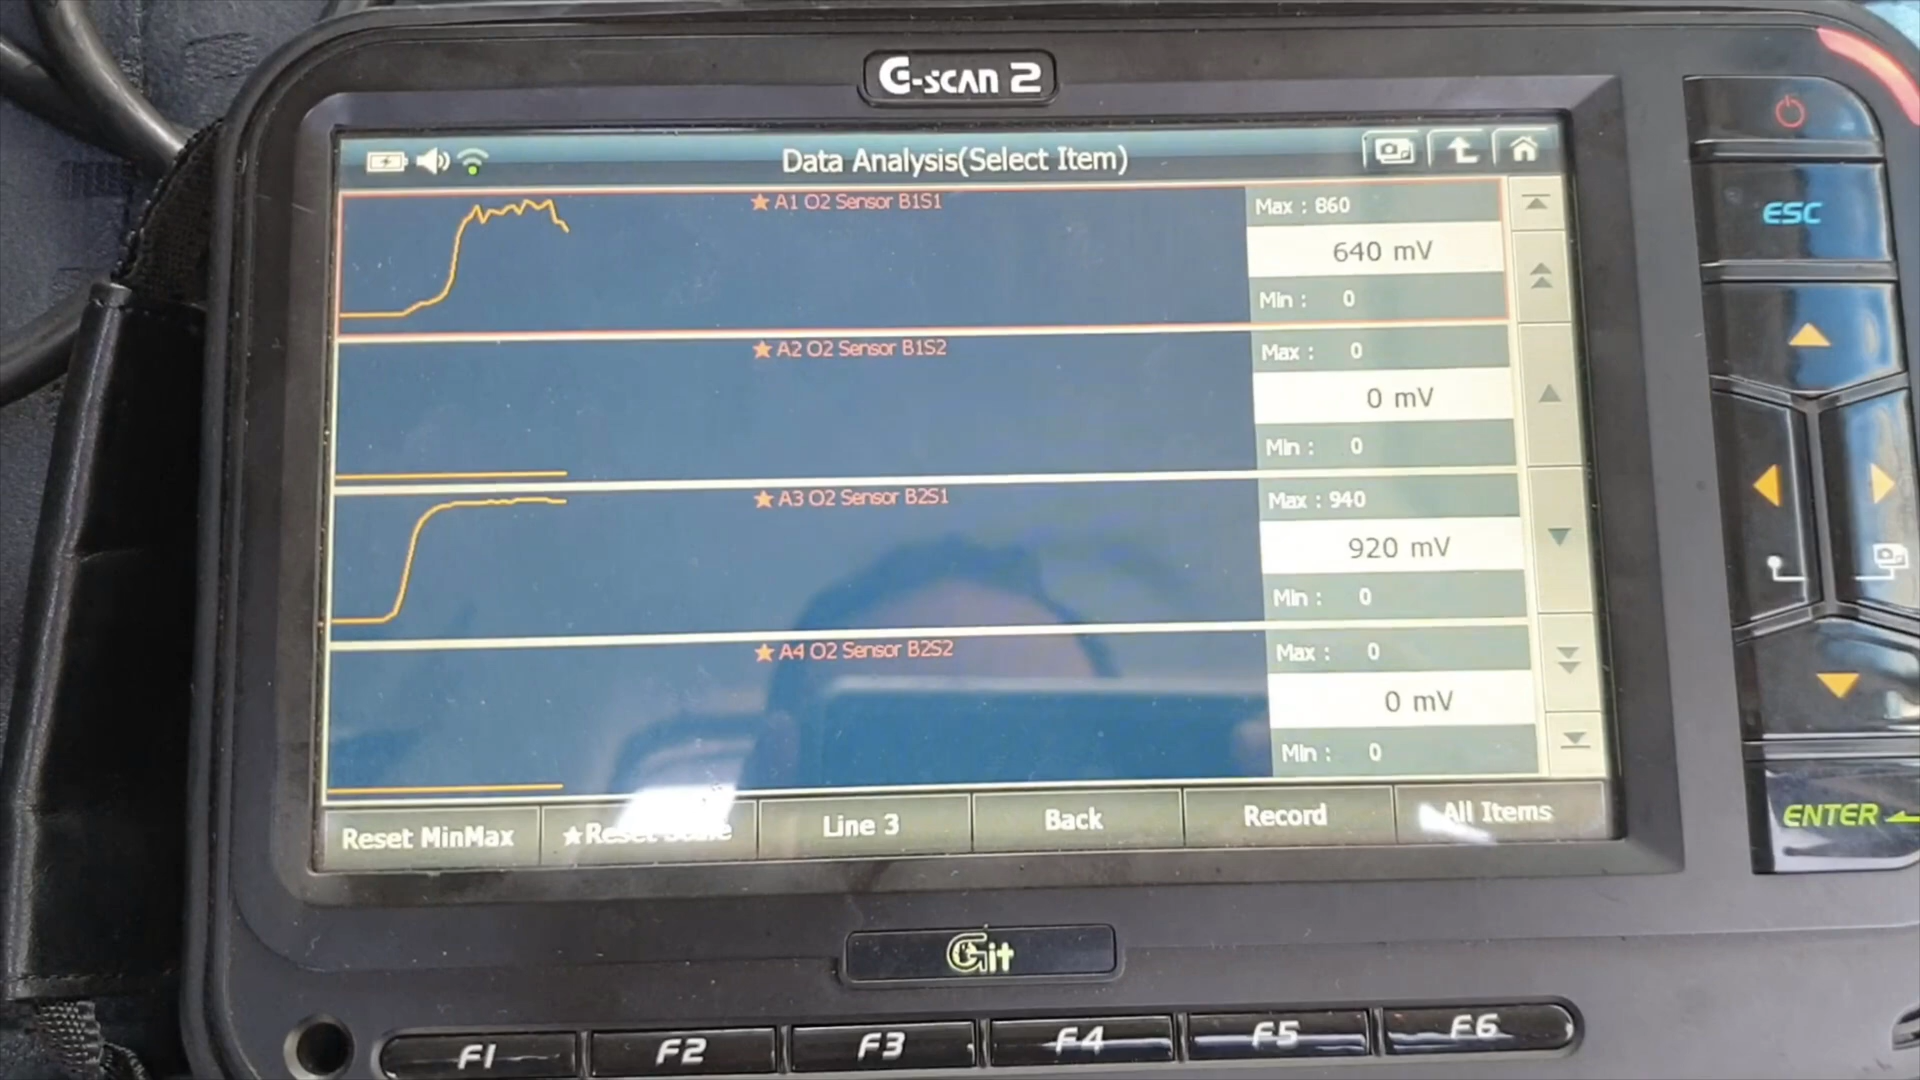 G-SCAN 2
Data Analysis(Select Item)
★ A1 O2 Sensor B1S1
Max : 860
640 mV
Min : 0
★ A2 O2 Sensor B1S2
Max : 0
0 mV
Min : 0
★ A3 O2 Sensor B2S1
Max : 940
920 mV
Min : 0
★ A4 O2 Sensor B2S2
Max : 0
0 mV
Min : 0
Reset MinMax
★Reset Scale
Line 3
Back
Record
All Items
ESC
ENTER
Git
F1
F2
F3
F4
F5
F6